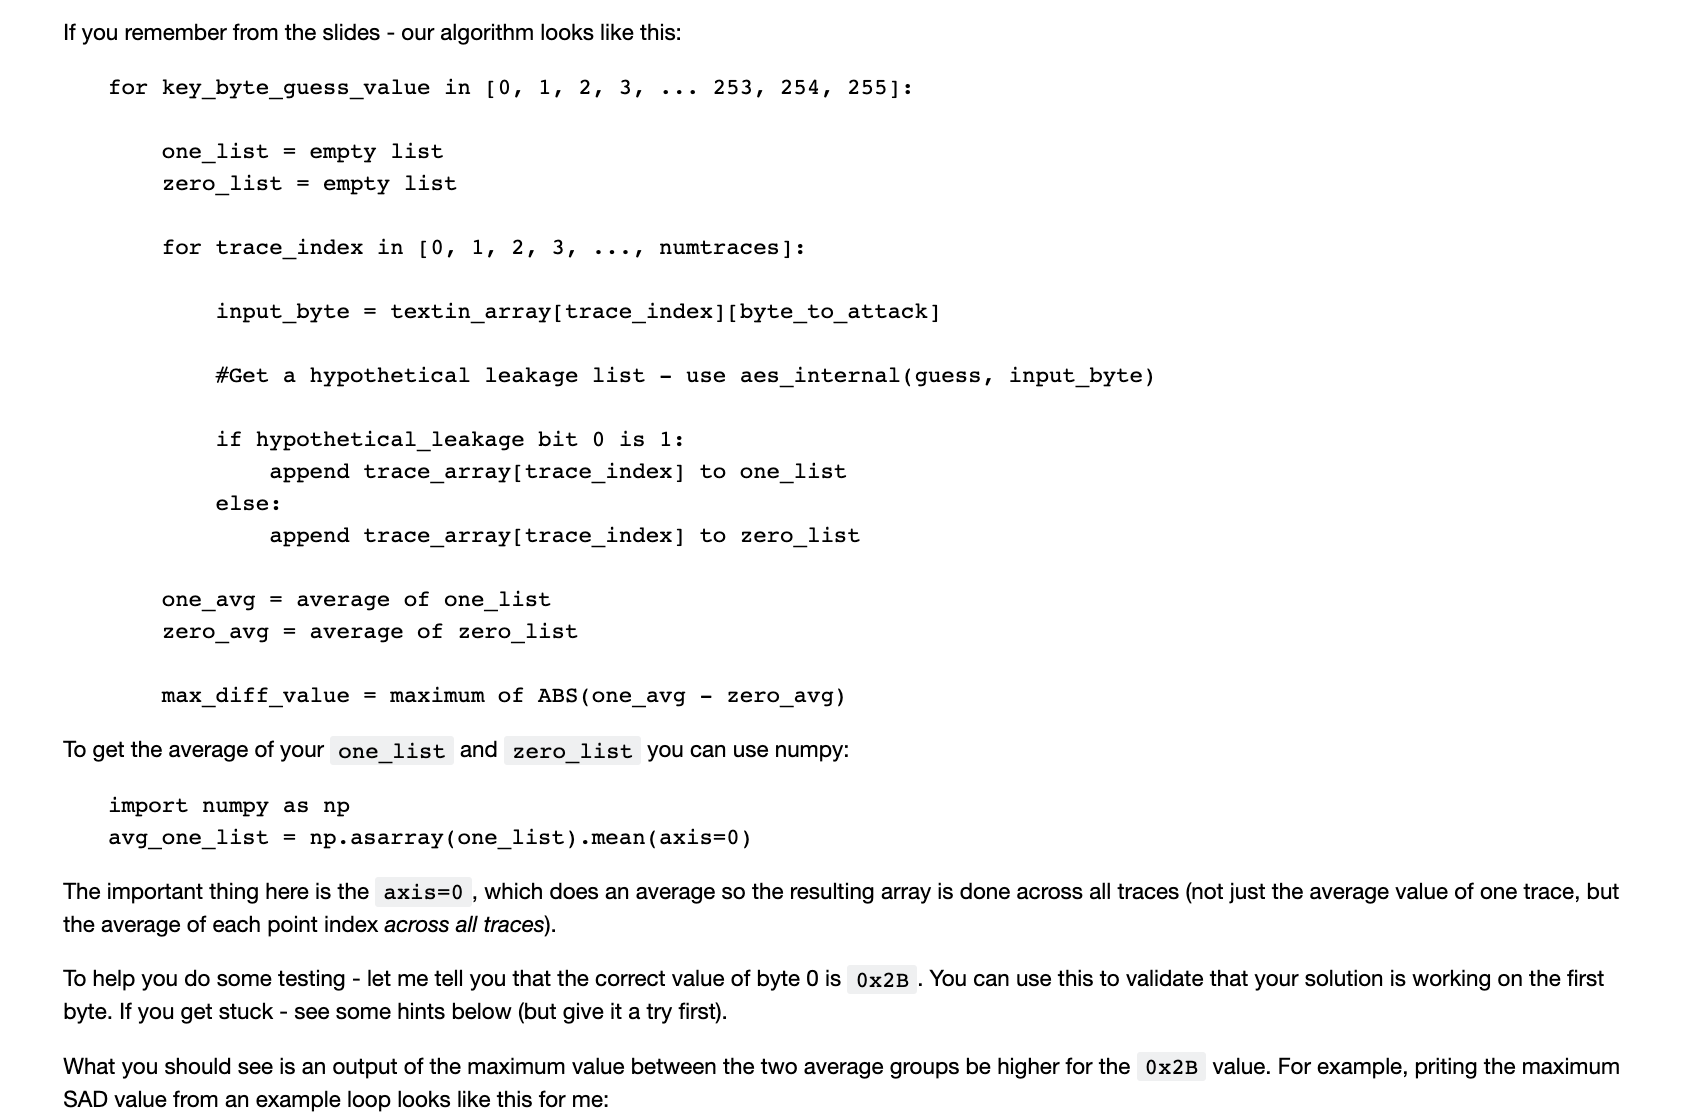 If you remember from the slides - our algorithm looks like this:
for key_byte_guess_value in [0, 1, 2, 3, ... 253, 254, 255]:
one_list = empty list
zero_list = empty list
for trace_index in [0, 1, 2, 3, ..., numtraces]:
input_byte = textin_array[trace_index][byte_to_attack]
#Get a hypothetical leakage list - use aes_internal(guess, input_byte)
if hypothetical_leakage bit 0 is 1:
append trace_array[trace_index] to one_list
else:
append trace_array[trace_index] to zero_list
one_avg = average of one_list
zero_avg = average of zero_list
max_diff_value = maximum of ABS(one_avg - zero_avg)
To get the average of your one_list and zero_list you can use numpy:
import numpy as np
avg_one_list = np.asarray(one_list).mean(axis=0)
The important thing here is the axis=0 , which does an average so the resulting array is done across all traces (not just the average value of one trace, but
the average of each point index across all traces).
To help you do some testing - let me tell you that the correct value of byte 0 is 0x2B . You can use this to validate that your solution is working on the first
byte. If you get stuck - see some hints below (but give it a try first).
What you should see is an output of the maximum value between the two average groups be higher for the 0x2B value. For example, priting the maximum
SAD value from an example loop looks like this for me: